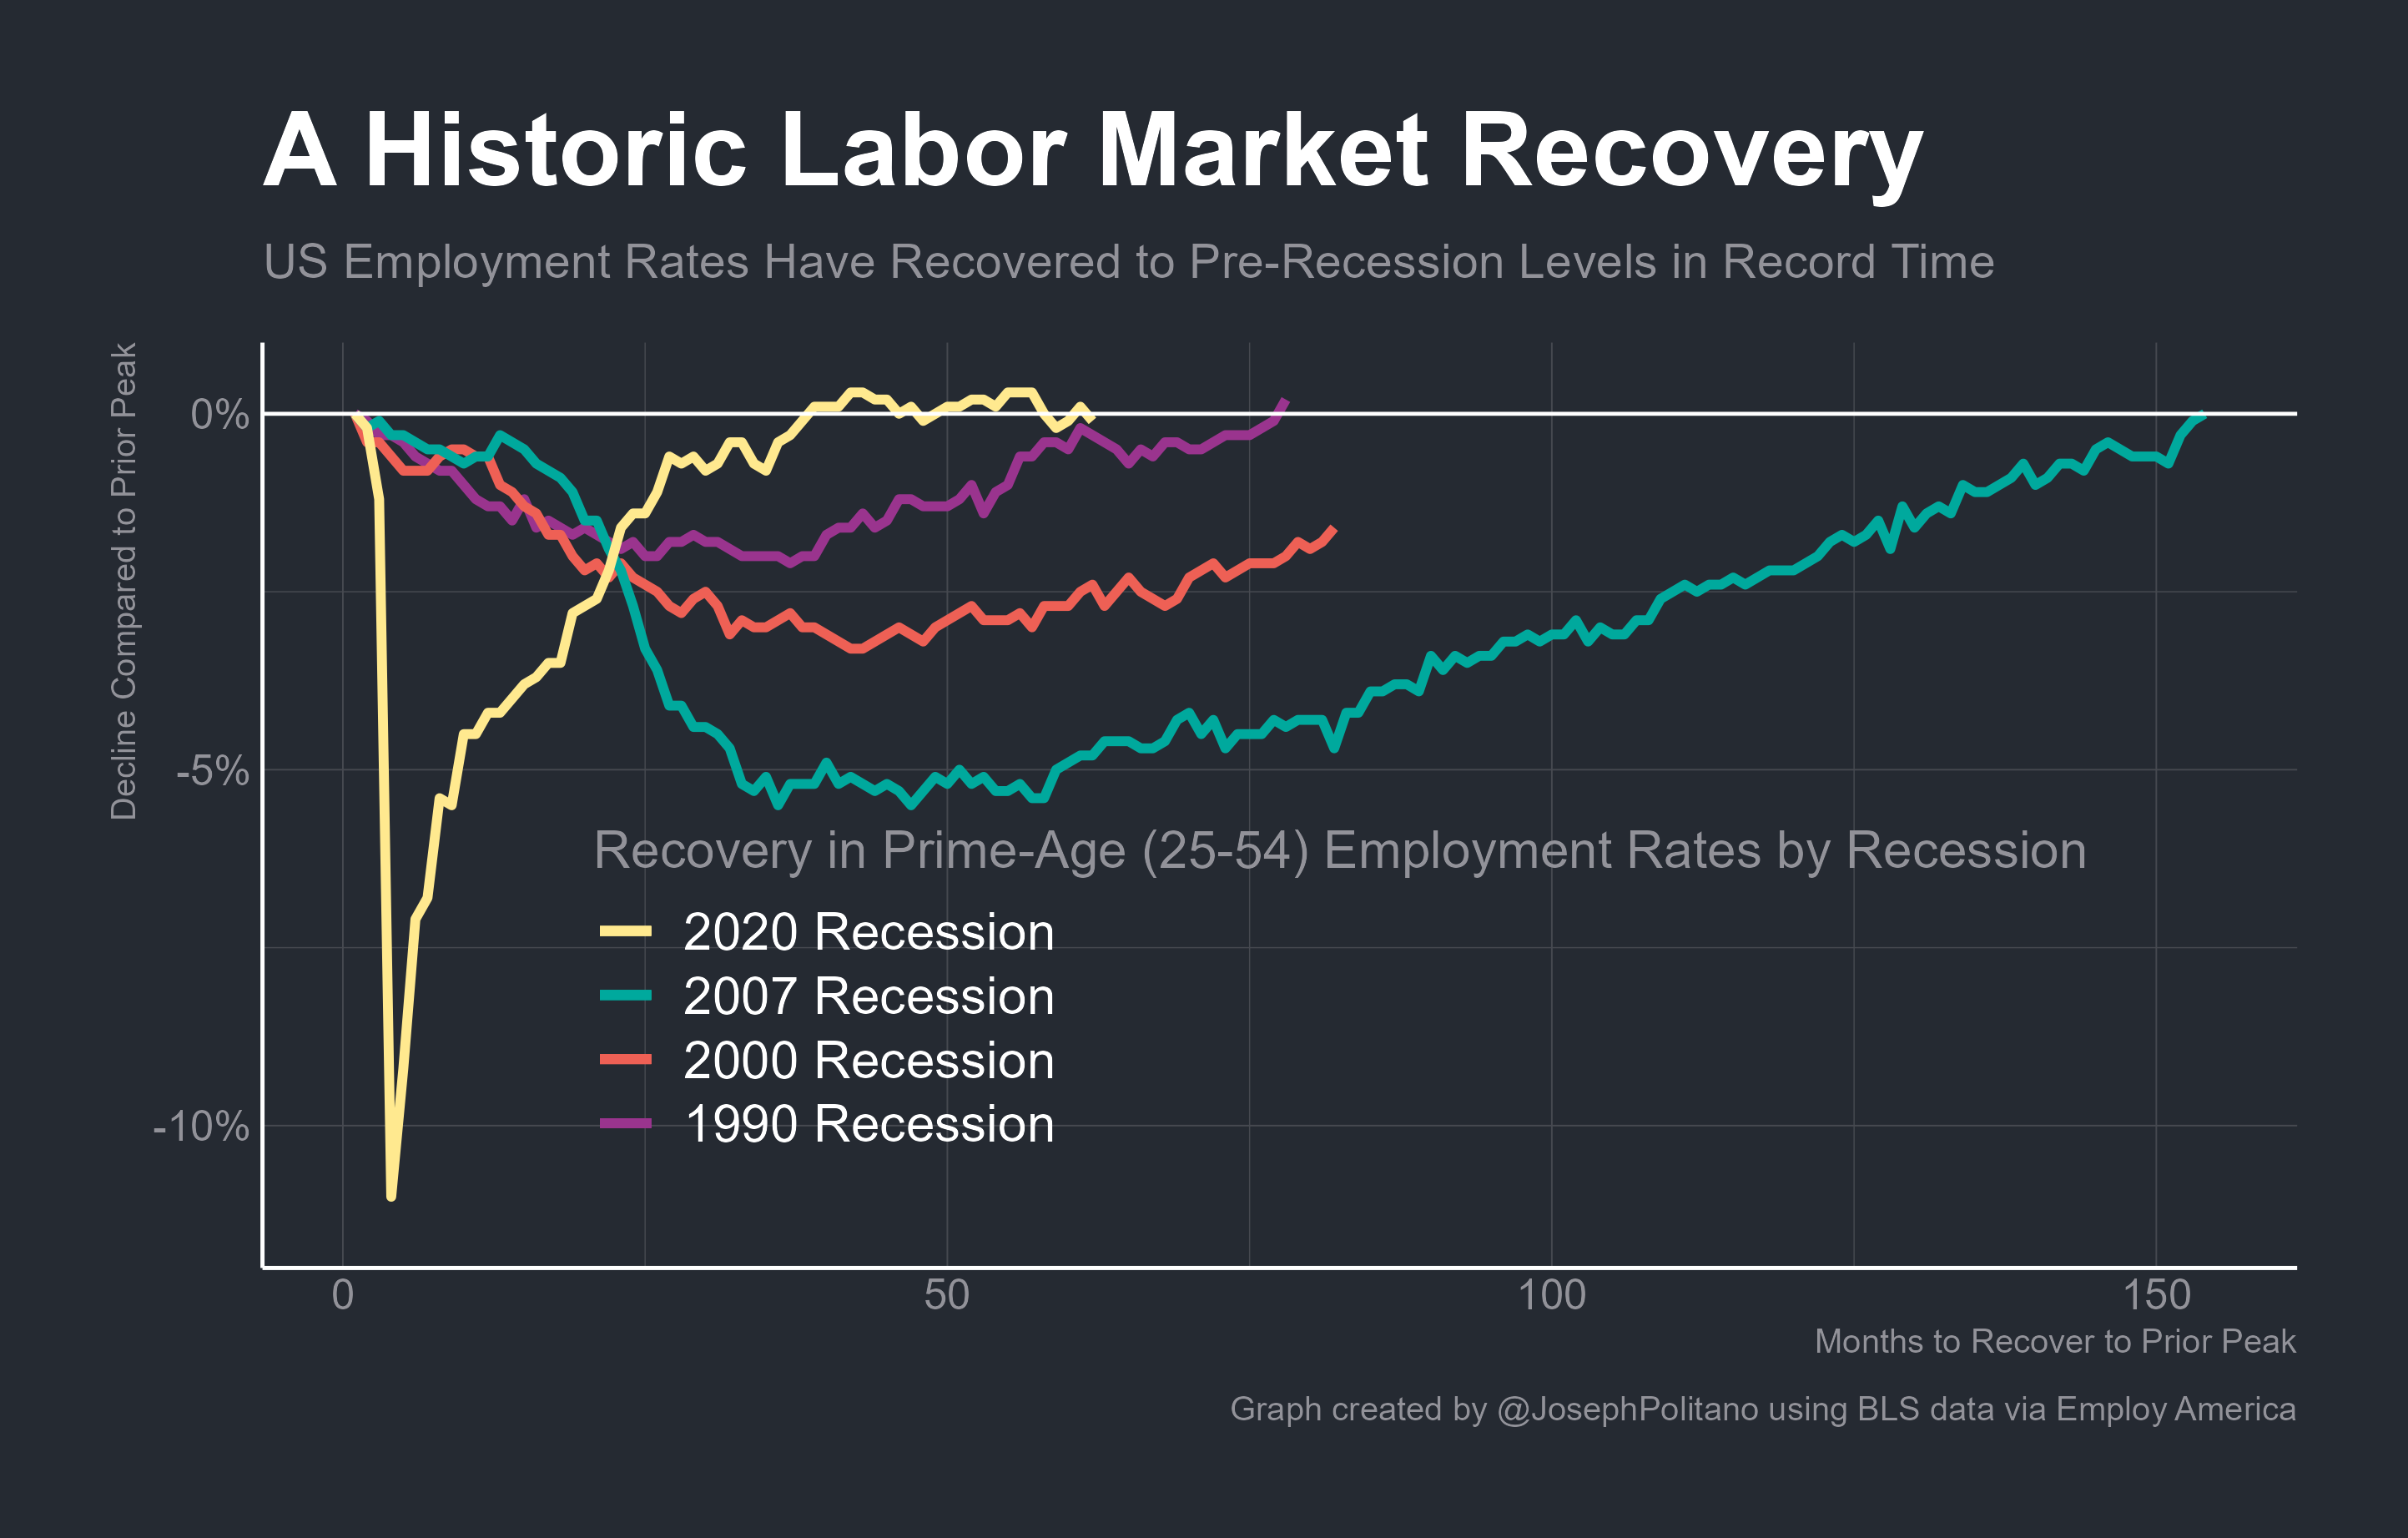 A Historic Labor Market Recovery
US Employment Rates Have Recovered to Pre-Recession Levels in Record Time
Decline Compared to Prior Peak
0%
-5%
-10%
Recovery in Prime-Age (25-54) Employment Rates by Recession
2020 Recession
2007 Recession
2000 Recession
1990 Recession
0 50 100 150
Months to Recover to Prior Peak
Graph created by @JosephPolitano using BLS data via Employ America